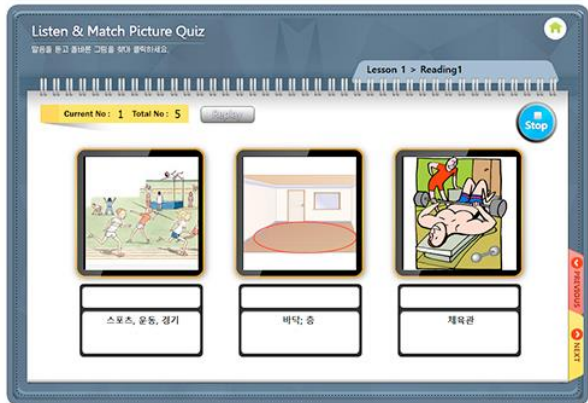 Listen & Match Picture Quiz
발음을 듣고 올바른 그림을 찾아 클릭하세요.
Lesson 1 > Reading1
Current No : 1 Total No : 5
Replay
Stop
스포츠, 운동, 경기
바닥; 층
체육관
PREVIOUS
NEXT